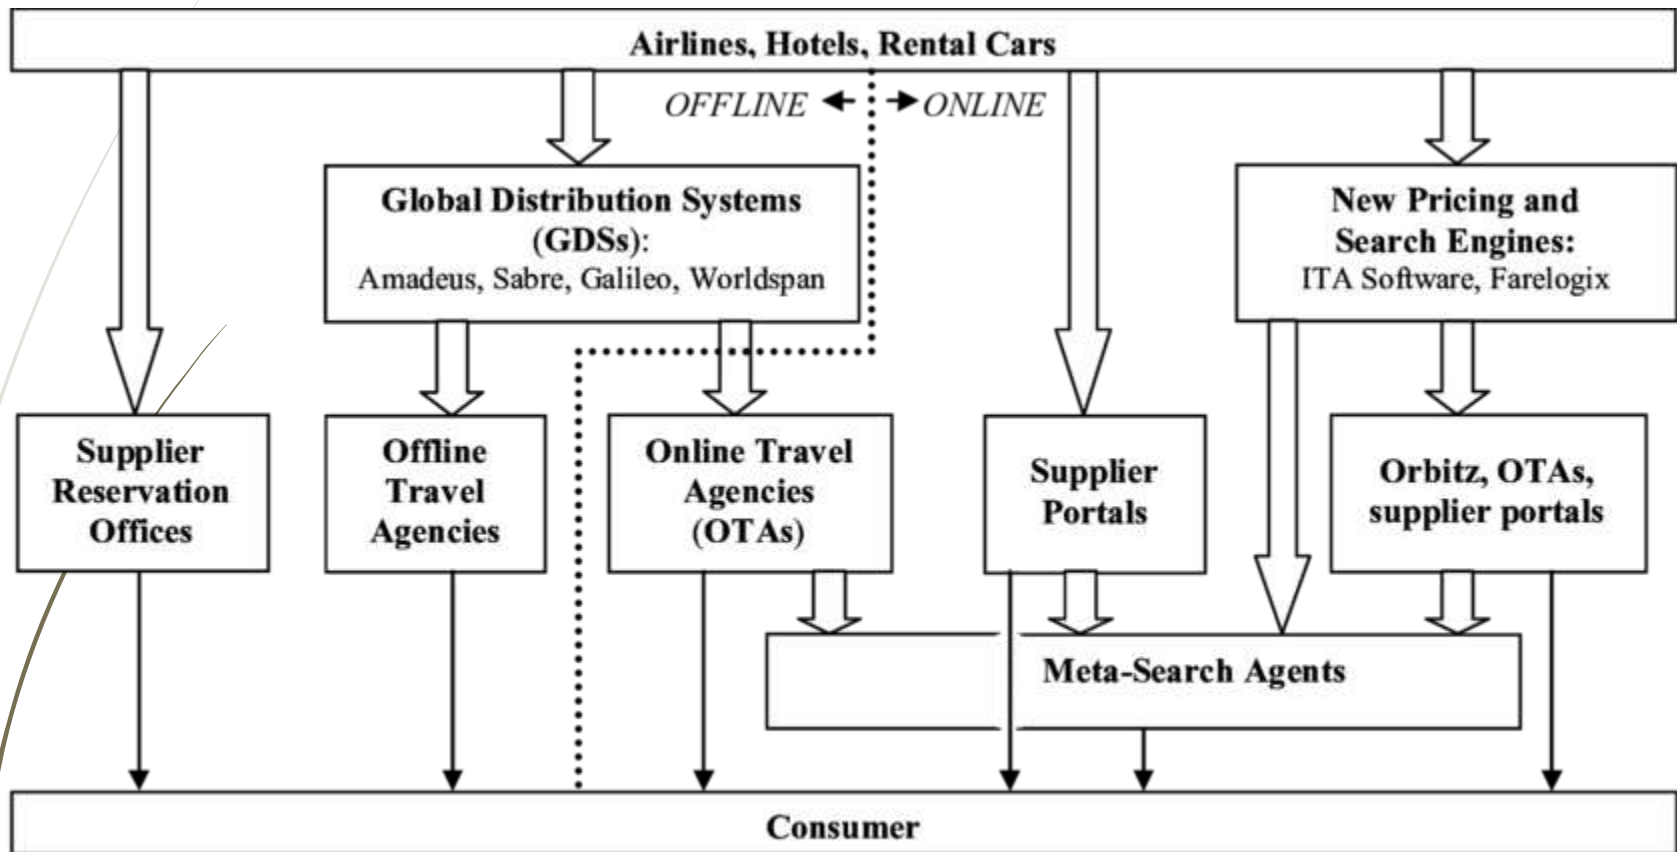 Airlines, Hotels, Rental Cars
OFFLINE
ONLINE
Global Distribution Systems
(GDSs):
Amadeus, Sabre, Galileo, Worldspan
New Pricing and
Search Engines:
ITA Software, Farelogix
Supplier
Reservation
Offices
Offline
Travel
Agencies
Online Travel
Agencies
(OTAs)
Supplier
Portals
Orbitz, OTAs,
supplier portals
Meta-Search Agents
Consumer